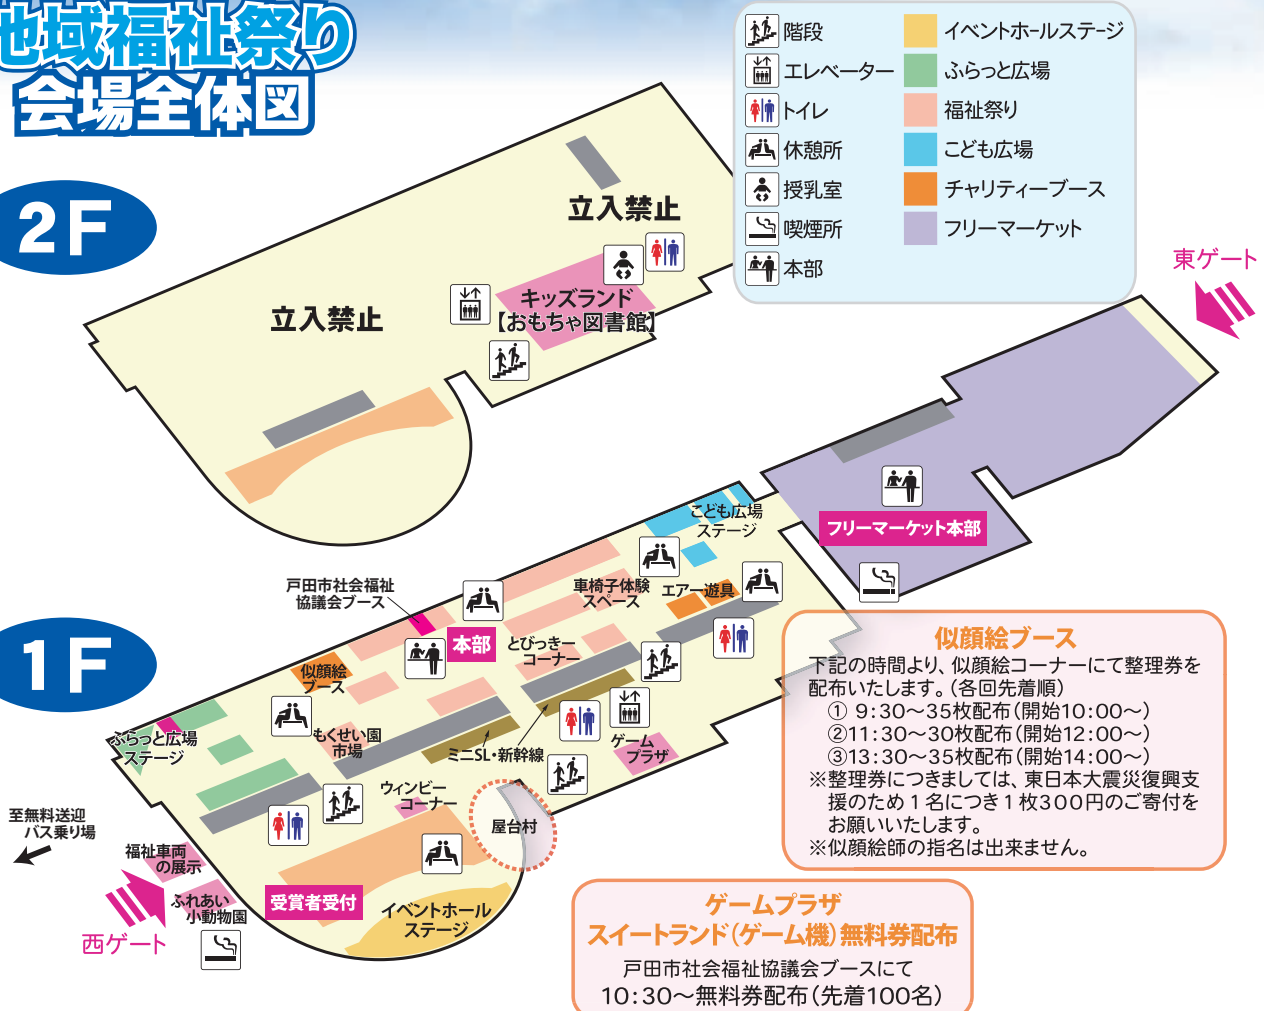 地域福祉祭り
会場全体図
階段
エレベーター
トイレ
休憩所
授乳室
喫煙所
本部
イベントホールステージ
ふらっと広場
福祉祭り
こども広場
チャリティーブース
フリーマーケット
2F
立入禁止
立入禁止
キッズランド
【おもちゃ図書館】
東ゲート
1F
こども広場
ステージ
フリーマーケット本部
戸田市社会福祉
協議会ブース
車椅子体験
スペース
エアー遊具
本部
とびっきー
コーナー
似顔絵
ブース
もくせい園
市場
ふらっと広場
ステージ
ミニSL・新幹線
ゲーム
プラザ
ウィンビー
コーナー
屋台村
至無料送迎
バス乗り場
福祉車両
の展示
ふれあい
小動物園
西ゲート
受賞者受付
イベントホール
ステージ
似顔絵ブース
下記の時間より、似顔絵コーナーにて整理券を
配布いたします。(各回先着順)
① 9:30～35枚配布(開始10:00～)
②11:30～30枚配布(開始12:00～)
③13:30～35枚配布(開始14:00～)
※整理券につきましては、東日本大震災復興支
援のため1名につき1枚300円のご寄付を
お願いいたします。
※似顔絵師の指名は出来ません。
ゲームプラザ
スイートランド(ゲーム機)無料券配布
戸田市社会福祉協議会ブースにて
10:30～無料券配布(先着100名)